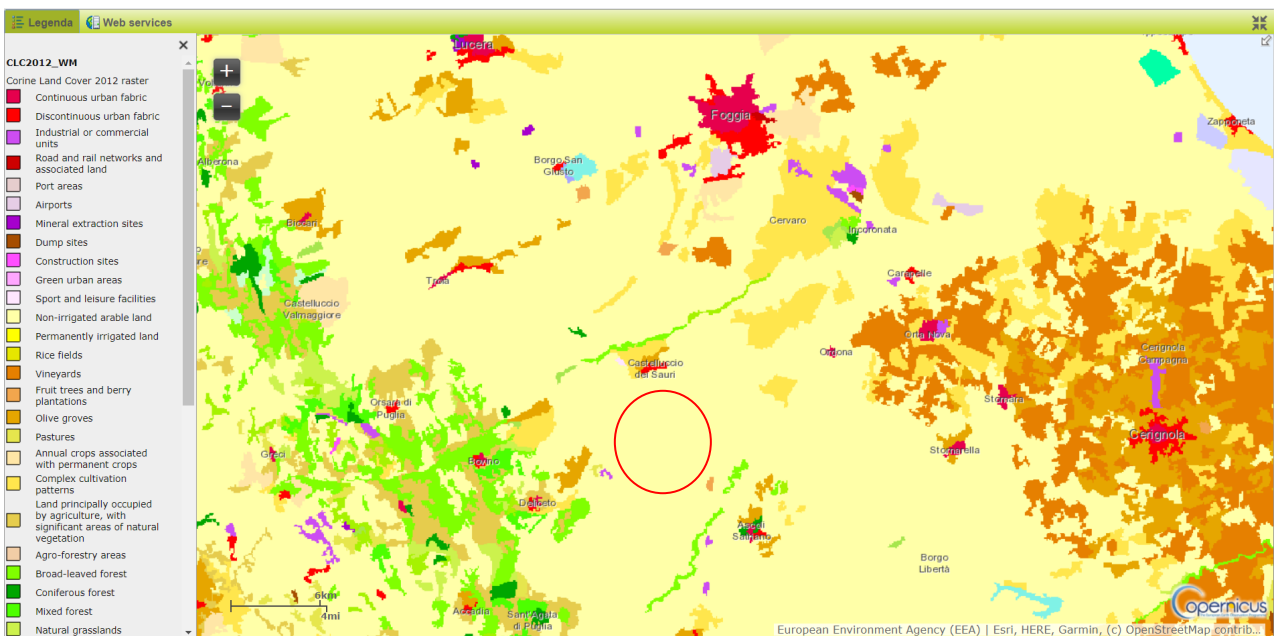 Legenda
Web services
CLC2012_WM
Corine Land Cover 2012 raster
Continuous urban fabric
Discontinuous urban fabric
Industrial or commercial
units
Road and rail networks and
associated land
Port areas
Airports
Mineral extraction sites
Dump sites
Construction sites
Green urban areas
Sport and leisure facilities
Non-irrigated arable land
Permanently irrigated land
Rice fields
Vineyards
Fruit trees and berry
plantations
Olive groves
Pastures
Annual crops associated
with permanent crops
Complex cultivation
patterns
Land principally occupied
by agriculture, with
significant areas of natural
vegetation
Agro-forestry areas
Broad-leaved forest
Coniferous forest
Mixed forest
Natural grasslands
Lucera
Foggia
Zapponeta
Alberona
Borgo San
Giusto
Biccari
Cervaro
Incoronata
Troia
Carapelle
Castelluccio
Valmaggiore
Orta Nova
Cerignola
Campagna
Ordona
Castelluccio
dei Sauri
Orsara di
Puglia
Stornara
Cerignola
Greci
Bovino
Stornarella
Deliceto
Ascoli
Satriano
Borgo
Libertà
6km
4mi
Accadia
Sant'Agata
di Puglia
opernicus
European Environment Agency (EEA) | Esri, HERE, Garmin, (c) OpenStreetMap contrib...